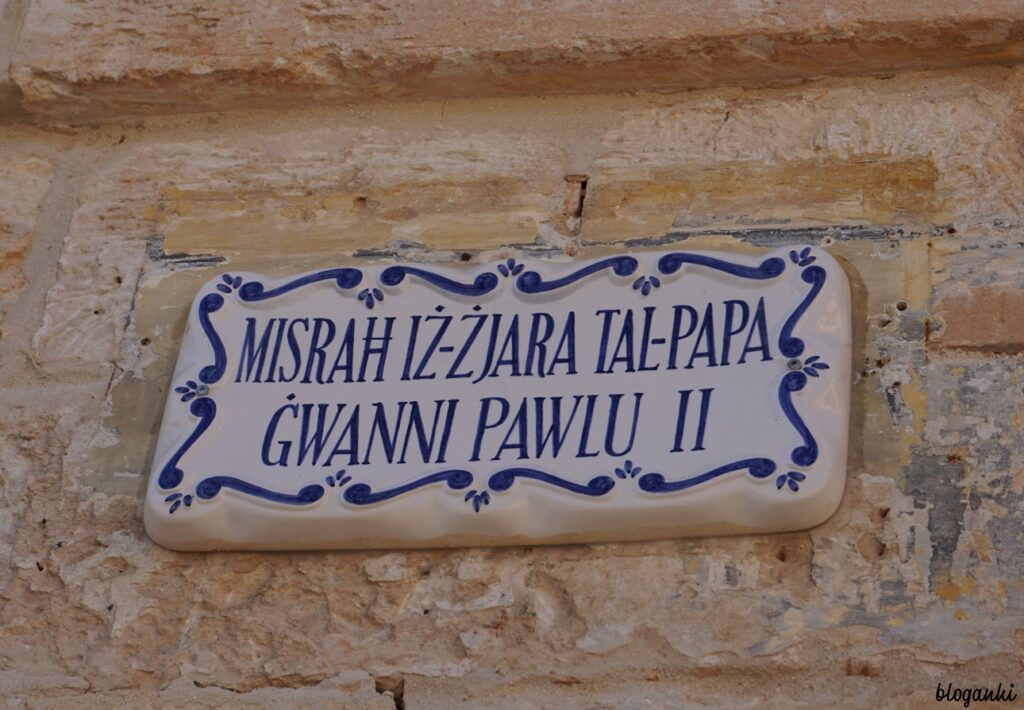 MISRAĦ IŻ-ŻJARA TAL-PAPA
ĠWANNI PAWLU II
bloganki